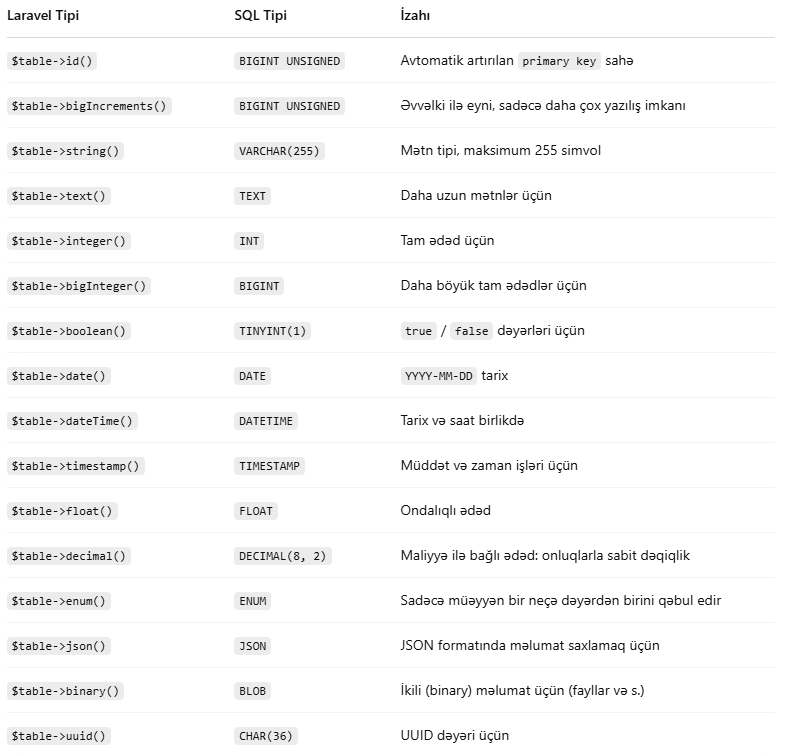 Laravel Tipi SQL Tipi İzahı
$table->id() BIGINT UNSIGNED Avtomatik artırılan primary key sahə
$table->bigIncrements() BIGINT UNSIGNED Əvvəlki ilə eyni, sadəcə daha çox yazılış imkanı
$table->string() VARCHAR(255) Mətn tipi, maksimum 255 simvol
$table->text() TEXT Daha uzun mətnlər üçün
$table->integer() INT Tam ədəd üçün
$table->bigInteger() BIGINT Daha böyük tam ədədlər üçün
$table->boolean() TINYINT(1) true / false dəyərləri üçün
$table->date() DATE YYYY-MM-DD tarix
$table->dateTime() DATETIME Tarix və saat birlikdə
$table->timestamp() TIMESTAMP Müddət və zaman işləri üçün
$table->float() FLOAT Ondalıqlı ədəd
$table->decimal() DECIMAL(8, 2) Maliyyə ilə bağlı ədəd: onluqlarla sabit dəqiqlik
$table->enum() ENUM Sadəcə müəyyən bir neçə dəyərdən birini qəbul edir
$table->json() JSON JSON formatında məlumat saxlamaq üçün
$table->binary() BLOB İkili (binary) məlumat üçün (fayllar və s.)
$table->uuid() CHAR(36) UUID dəyəri üçün